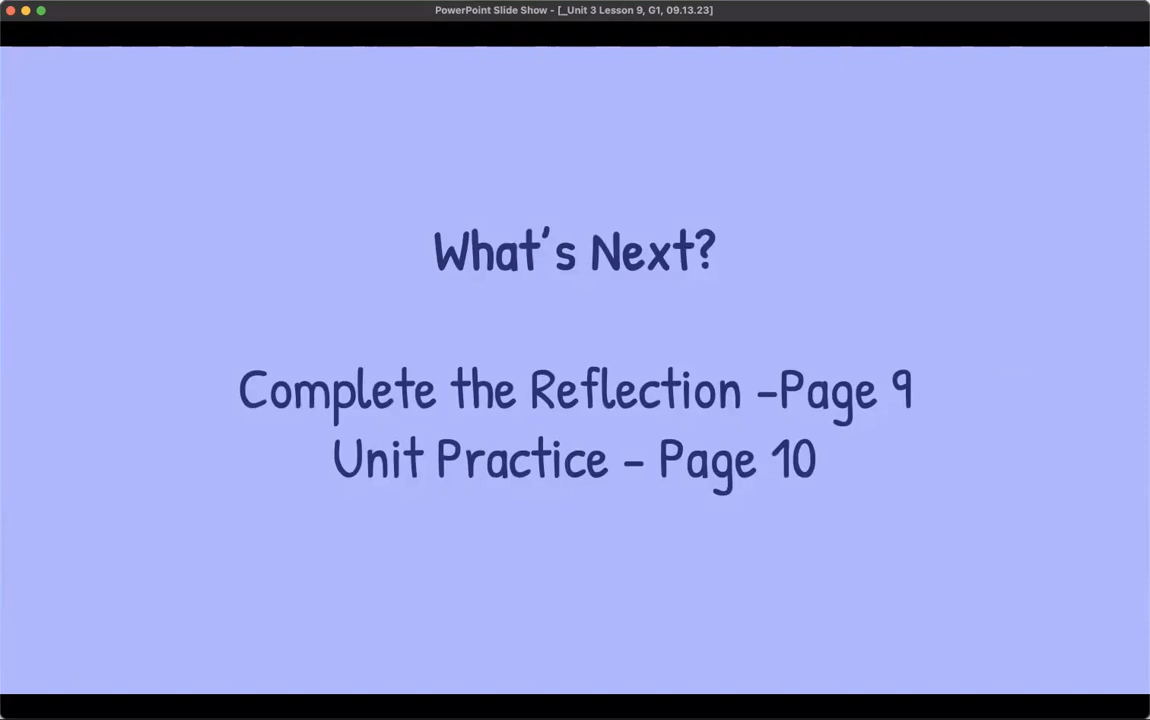 PowerPoint Slide Show - [_Unit 3 Lesson 9, G1, 09.13.23]
What's Next?
Complete the Reflection -Page 9
Unit Practice - Page 10